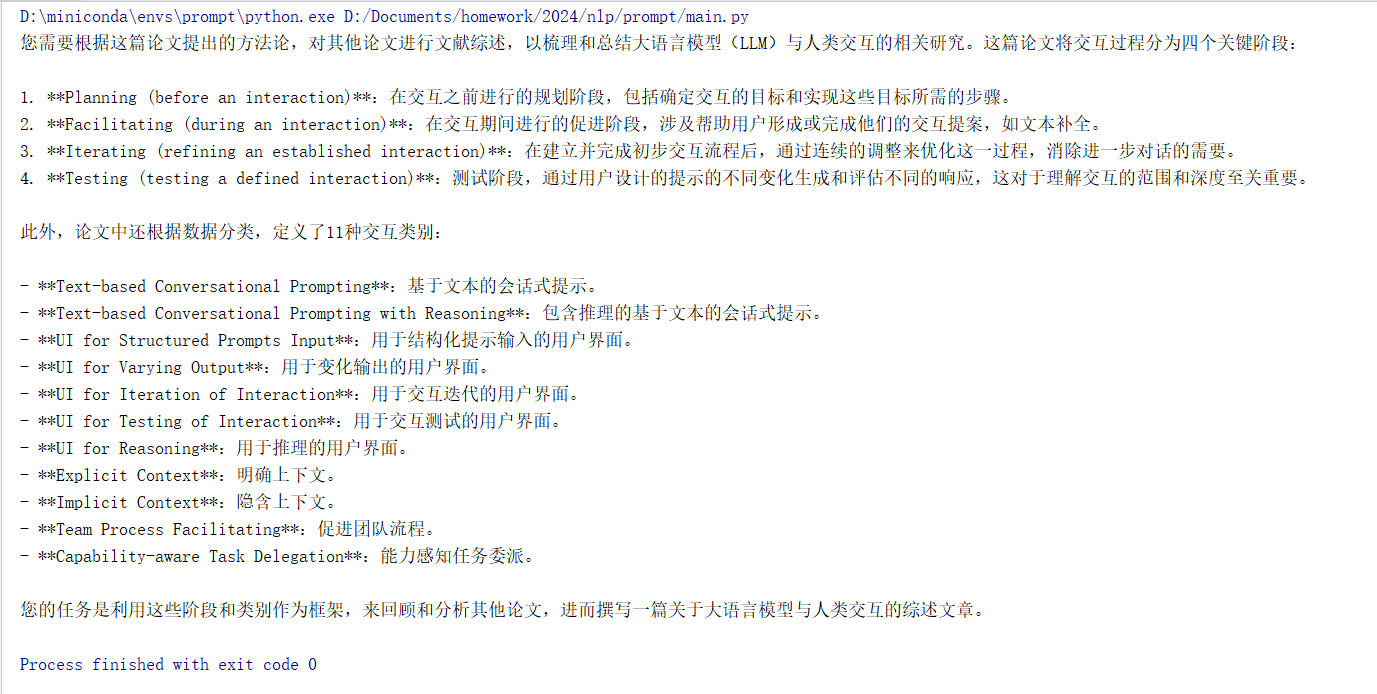 D:\miniconda\envs\prompt\python.exe D:/Documents/homework/2024/nlp/prompt/main.py
您需要根据这篇论文提出的方法论，对其他论文进行文献综述，以梳理和总结大语言模型（LLM）与人类交互的相关研究。这篇论文将交互过程分为四个关键阶段：
1. **Planning (before an interaction)**：在交互之前进行的规划阶段，包括确定交互的目标和实现这些目标所需的步骤。
2. **Facilitating (during an interaction)**：在交互期间进行的促进阶段，涉及帮助用户形成或完成他们的交互提案，如文本补全。
3. **Iterating (refining an established interaction)**：在建立并完成初步交互流程后，通过连续的调整来优化这一过程，消除进一步对话的需要。
4. **Testing (testing a defined interaction)**：测试阶段，通过用户设计的提示的不同变化生成和评估不同的响应，这对于理解交互的范围和深度至关重要。
此外，论文中还根据数据分类，定义了11种交互类别：
- **Text-based Conversational Prompting**：基于文本的会话式提示。
- **Text-based Conversational Prompting with Reasoning**：包含推理的基于文本的会话式提示。
- **UI for Structured Prompts Input**：用于结构化提示输入的用户界面。
- **UI for Varying Output**：用于变化输出的用户界面。
- **UI for Iteration of Interaction**：用于交互迭代的用户界面。
- **UI for Testing of Interaction**：用于交互测试的用户界面。
- **UI for Reasoning**：用于推理的用户界面。
- **Explicit Context**：明确上下文。
- **Implicit Context**：隐含上下文。
- **Team Process Facilitating**：促进团队流程。
- **Capability-aware Task Delegation**：能力感知任务委派。
您的任务是利用这些阶段和类别作为框架，来回顾和分析其他论文，进而撰写一篇关于大语言模型与人类交互的综述文章。
Process finished with exit code 0